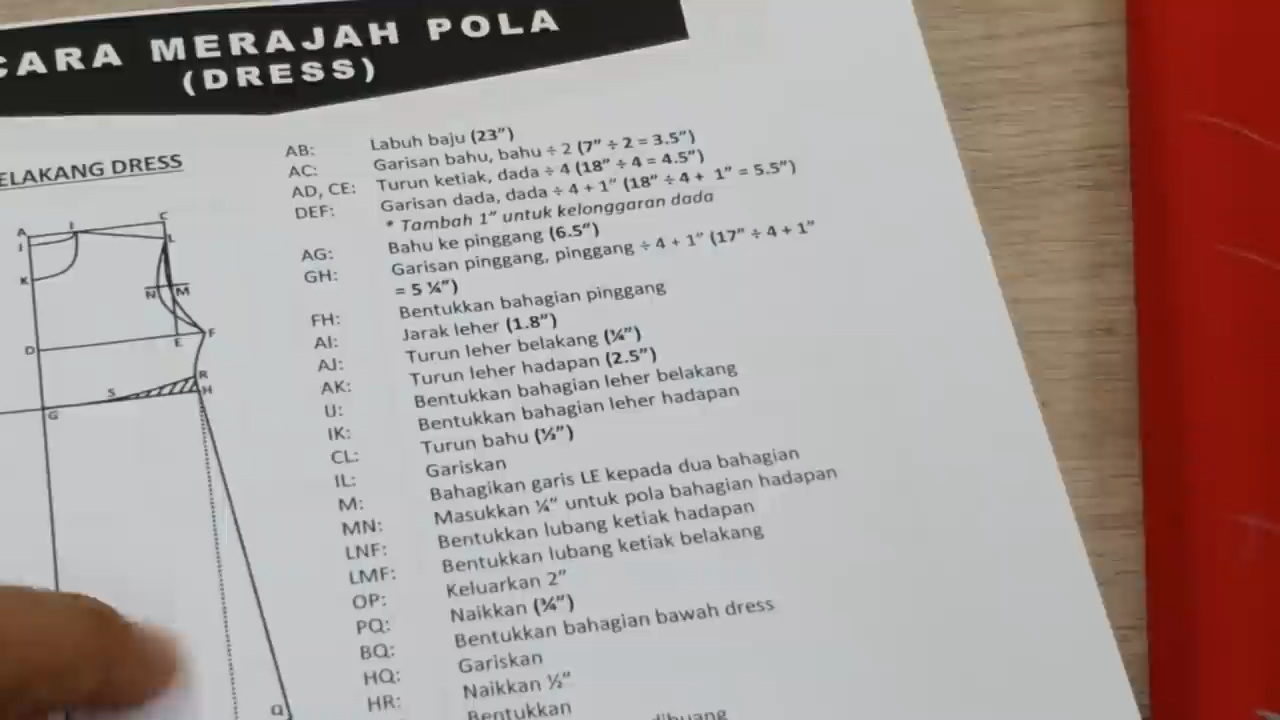 CARA MERAJAH POLA
(DRESS)
ELAKANG DRESS
AB: Labuh baju (23”)
AC: Garisan bahu, bahu ÷ 2 (7” ÷ 2 = 3.5”)
AD, CE: Turun ketiak, dada ÷ 4 (18” ÷ 4 = 4.5”)
DEF: Garisan dada, dada ÷ 4 + 1” (18” ÷ 4 + 1” = 5.5”)
* Tambah 1” untuk kelonggaran dada
AG: Bahu ke pinggang (6.5”)
GH: Garisan pinggang, pinggang ÷ 4 + 1” (17” ÷ 4 + 1”
= 5 ¼”)
FH: Bentukkan bahagian pinggang
AI: Jarak leher (1.8”)
AJ: Turun leher belakang (¼”)
AK: Turun leher hadapan (2.5”)
IJ: Bentukkan bahagian leher belakang
IK: Bentukkan bahagian leher hadapan
CL: Turun bahu (½”)
IL: Gariskan
M: Bahagikan garis LE kepada dua bahagian
MN: Masukkan ¼” untuk pola bahagian hadapan
LNF: Bentukkan lubang ketiak hadapan
LMF: Bentukkan lubang ketiak belakang
OP: Keluarkan 2”
PQ: Naikkan (¾”)
BQ: Bentukkan bahagian bawah dress
HQ: Gariskan
HR: Naikkan ½”
Bentukkan
dibuang
A
I
C
J
L
K
N
M
F
D
E
R
S
H
G
Q